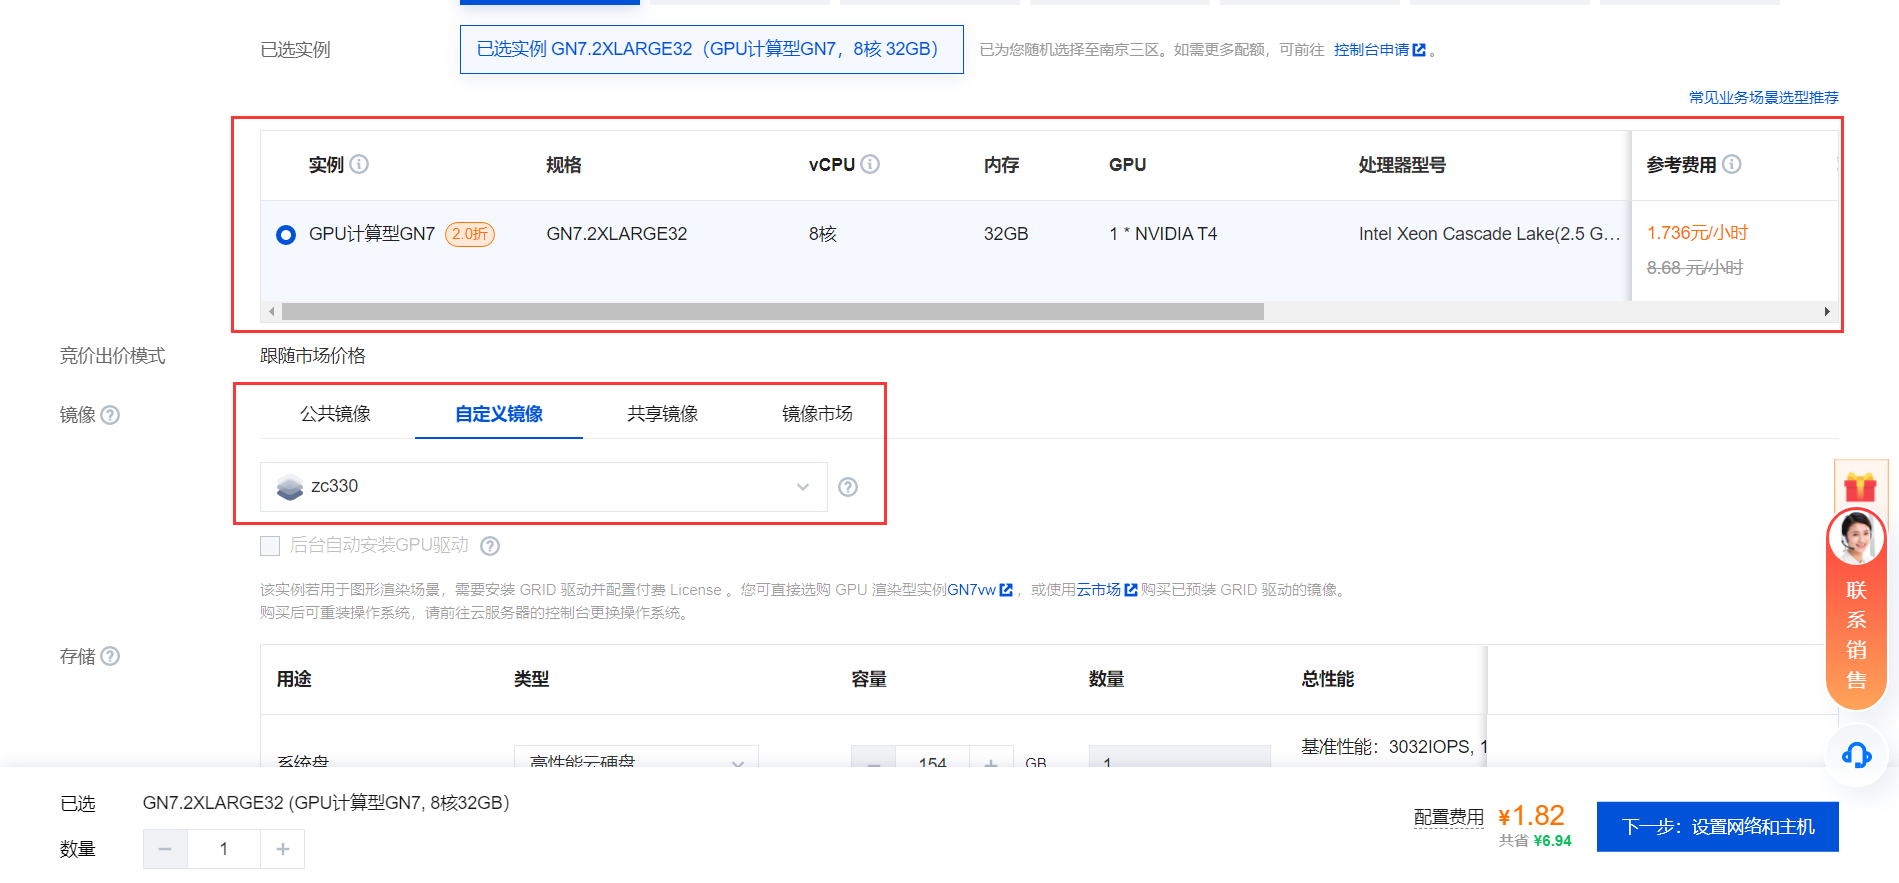 已选实例
已选实例 GN7.2XLARGE32（GPU计算型GN7，8核 32GB）
已为您随机选择至南京三区。如需更多配额，可前往 控制台申请 。
常见业务场景选型推荐
实例 规格 vCPU 内存 GPU 处理器型号 参考费用
GPU计算型GN7 2.0折 GN7.2XLARGE32 8核 32GB 1 * NVIDIA T4 Intel Xeon Cascade Lake(2.5 G... 1.736元/小时
8.68 元/小时
竞价出价模式 跟随市场价格
镜像 公共镜像 自定义镜像 共享镜像 镜像市场
zc330
后台自动安装GPU驱动
该实例若用于图形渲染场景，需要安装 GRID 驱动并配置付费 License 。您可直接选购 GPU 渲染型实例GN7vw ，或使用云市场 购买已预装 GRID 驱动的镜像。
购买后可重装操作系统，请前往云服务器的控制台更换操作系统。
存储
用途 类型 容量 数量 总性能
系统盘 高性能云硬盘 154 GB 1 基准性能：3032IOPS, 1
联系销售
已选 GN7.2XLARGE32 (GPU计算型GN7, 8核32GB)
数量 1
配置费用 ¥1.82
共省 ¥6.94
下一步：设置网络和主机